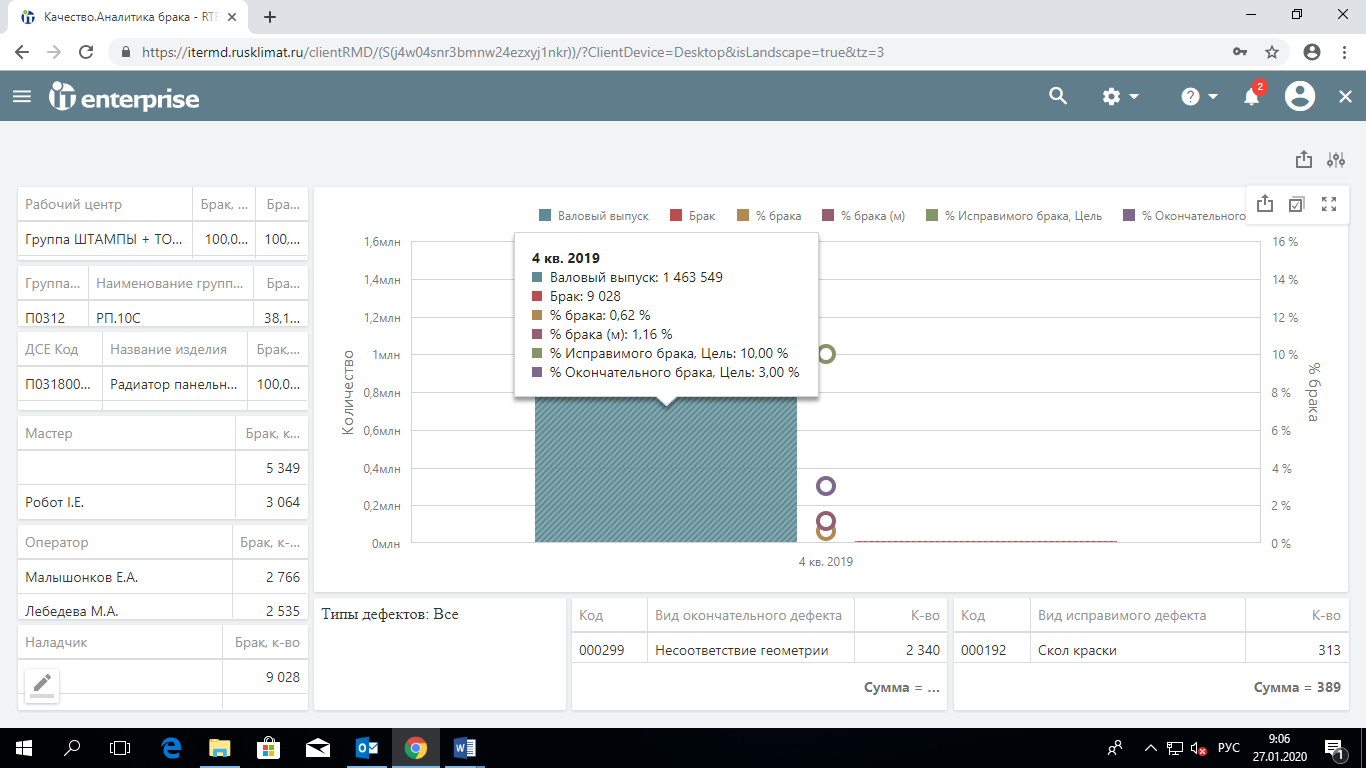 Качество.Аналитика брака - RTF
https://itermd.rusklimat.ru/clientRMD/(S(j4w04snr3bmnw24ezxyj1nkr))/?ClientDevice=Desktop&isLandscape=true&tz=3
it enterprise
2
Рабочий центр Брак, ... Бра...
Группа ШТАМПЫ + ТО... 100,0... 100,...
Группа... Наименование групп... Бра...
П0312 РП.10С 38,1...
ДСЕ Код Название изделия Брак,...
П031800... Радиатор панельн... 100,0...
Мастер Брак, к...
5 349
Робот I.E. 3 064
Оператор Брак, к-...
Малышонков Е.А. 2 766
Лебедева М.А. 2 535
Наладчик Брак, к-во
9 028
Валовый выпуск Брак % брака % брака (м) % Исправимого брака, Цель % Окончательного
Количество
1,6млн
1,4млн
1,2млн
1млн
0,8млн
0,6млн
0,4млн
0,2млн
0млн
4 кв. 2019
Валовый выпуск: 1 463 549
Брак: 9 028
% брака: 0,62 %
% брака (м): 1,16 %
% Исправимого брака, Цель: 10,00 %
% Окончательного брака, Цель: 3,00 %
16 %
14 %
12 %
10 %
8 %
6 %
4 %
2 %
0 %
% брака
4 кв. 2019
Типы дефектов: Все
Код Вид окончательного дефекта К-во
000299 Несоответствие геометрии 2 340
Сумма = ...
Код Вид исправимого дефекта К-во
000192 Скол краски 313
Сумма = 389
РУС
9:06
27.01.2020
1